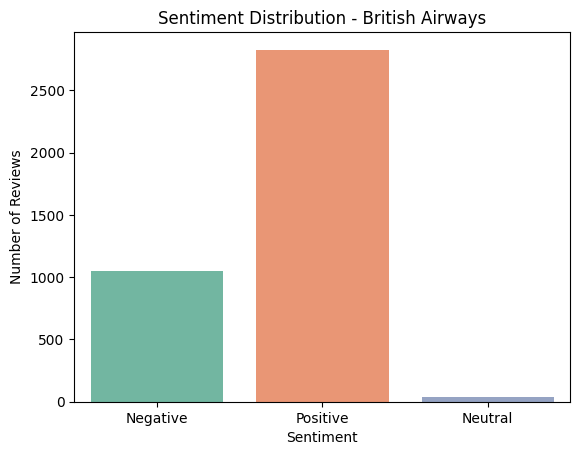 Sentiment Distribution - British Airways
Number of Reviews
2500
2000
1500
1000
500
0
Negative
Positive
Neutral
Sentiment